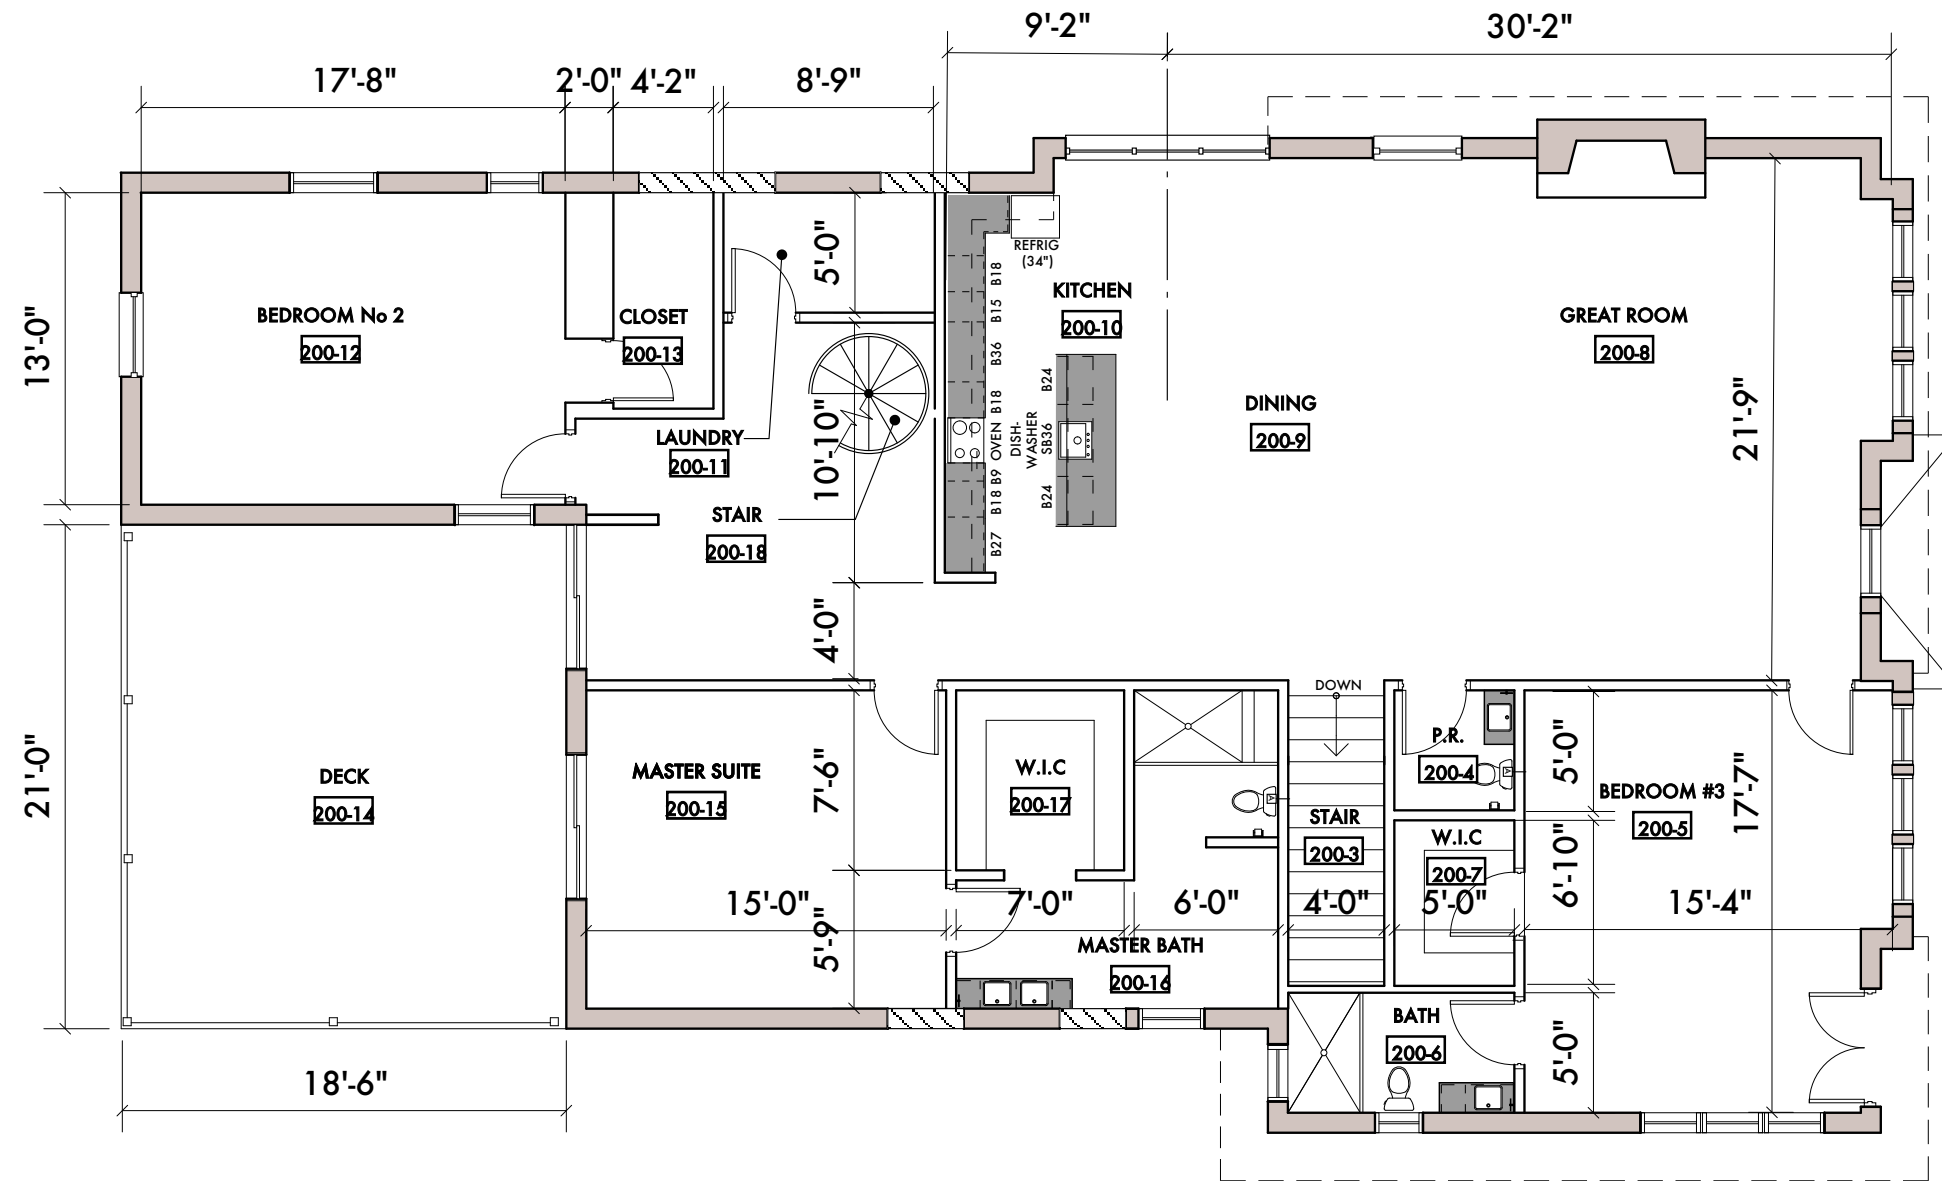 9'-2"
30'-2"
17'-8"
2'-0"
4'-2"
8'-9"
5'-0"
REFRIG
(34")
KITCHEN
200-10
BEDROOM No 2
200-12
CLOSET
200-13
GREAT ROOM
200-8
13'-0"
B18
B15
B36
B18
OVEN
B9
B18
B27
DISH-
WASHER
B24
SB36
B24
DINING
200-9
21'-9"
LAUNDRY
200-11
10'-10"
STAIR
200-18
4'-0"
DOWN
21'-0"
DECK
200-14
MASTER SUITE
200-15
7'-6"
W.I.C
200-17
P.R.
200-4
5'-0"
BEDROOM #3
200-5
17'-7"
STAIR
200-3
W.I.C
200-7
6'-10"
15'-0"
7'-0"
6'-0"
4'-0"
5'-0"
15'-4"
5'-9"
MASTER BATH
200-16
BATH
200-6
5'-0"
18'-6"